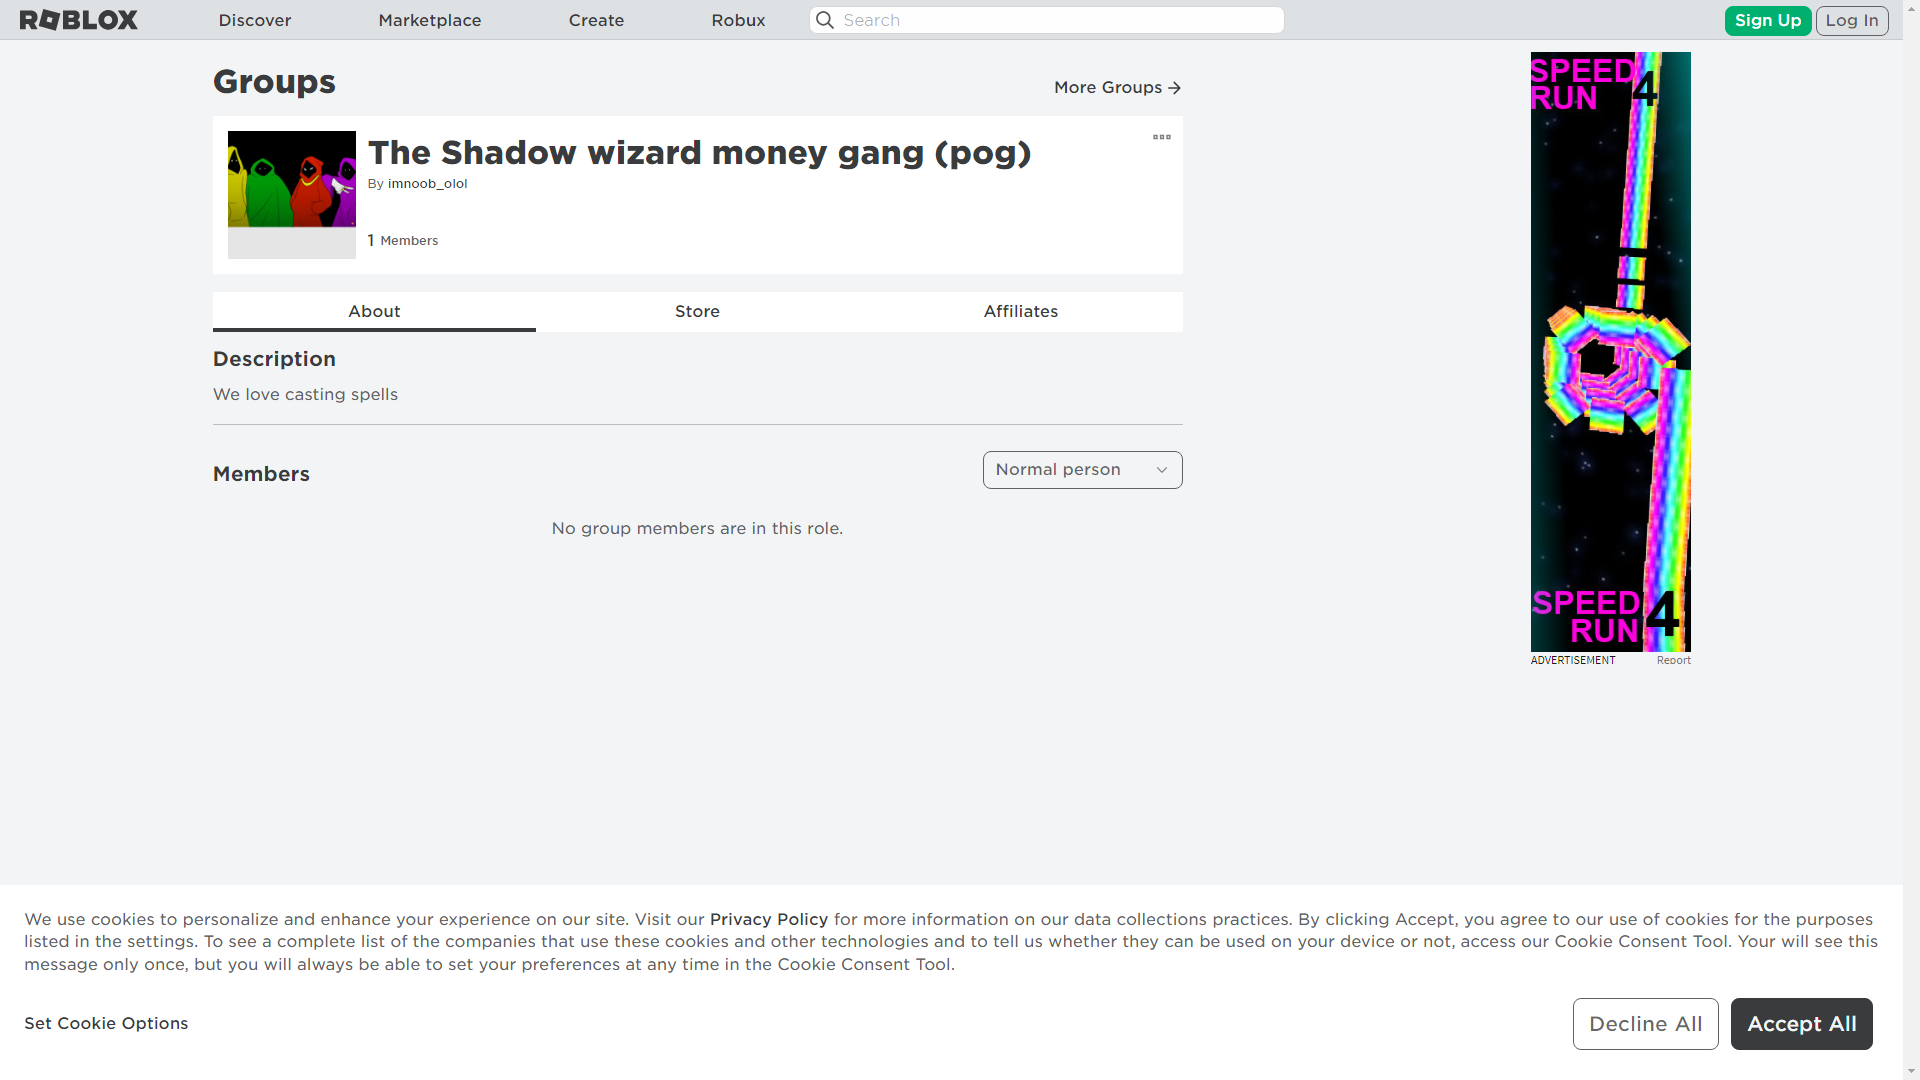 ROBLOX
Discover
Marketplace
Create
Robux
Search
Sign Up
Log In
Groups
More Groups
The Shadow wizard money gang (pog)
By imnoob_olol
1 Members
About
Store
Affiliates
Description
We love casting spells
Members
Normal person
No group members are in this role.
SPEED
RUN 4
SPEED
RUN 4
ADVERTISEMENT
Report
We use cookies to personalize and enhance your experience on our site. Visit our Privacy Policy for more information on our data collections practices. By clicking Accept, you agree to our use of cookies for the purposes
listed in the settings. To see a complete list of the companies that use these cookies and other technologies and to tell us whether they can be used on your device or not, access our Cookie Consent Tool. Your will see this
message only once, but you will always be able to set your preferences at any time in the Cookie Consent Tool.
Set Cookie Options
Decline All
Accept All